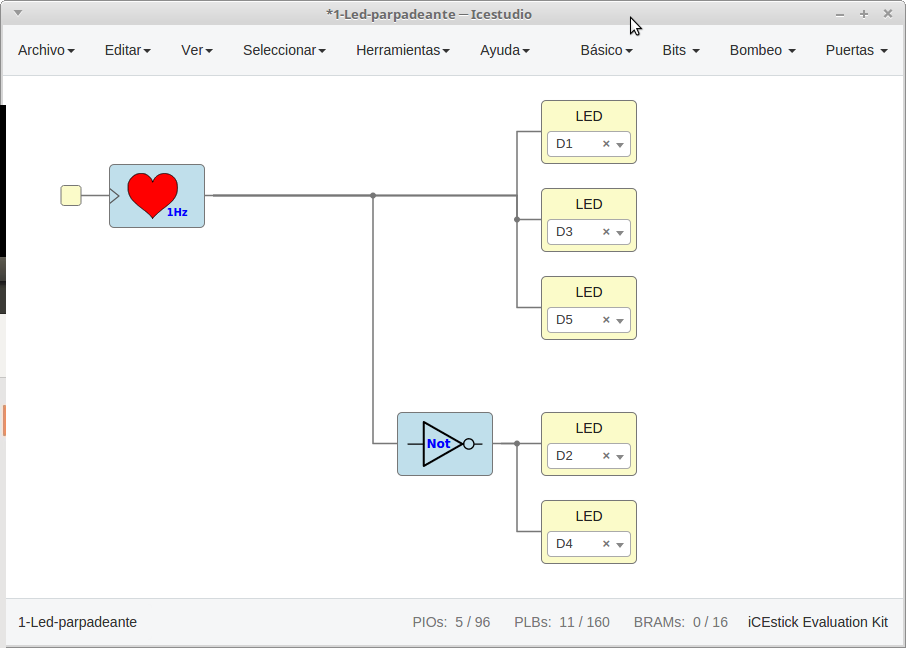 *1-Led-parpadeante — Icestudio
Archivo Editar Ver Seleccionar Herramientas Ayuda Básico Bits Bombeo Puertas
LED
D1 ×
1Hz
LED
D3 ×
LED
D5 ×
Not
LED
D2 ×
LED
D4 ×
1-Led-parpadeante PIOs: 5 / 96 PLBs: 11 / 160 BRAMs: 0 / 16 iCEstick Evaluation Kit